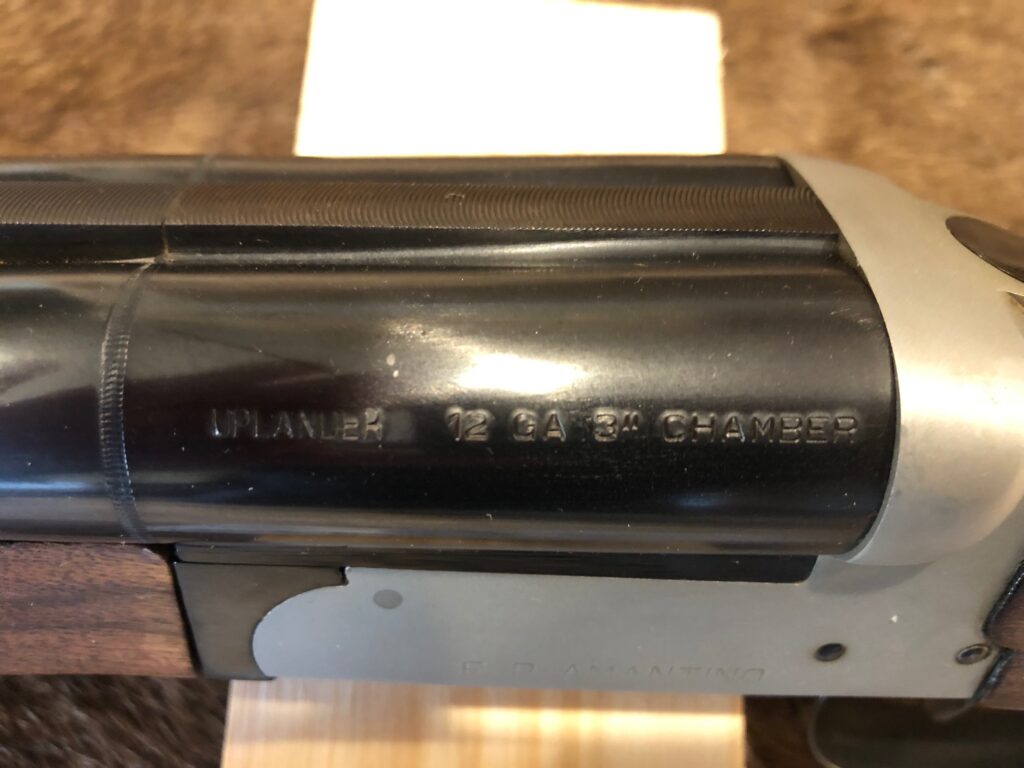 UPLANDER 12 GA 3" CHAMBER
E. R. AMANTINO